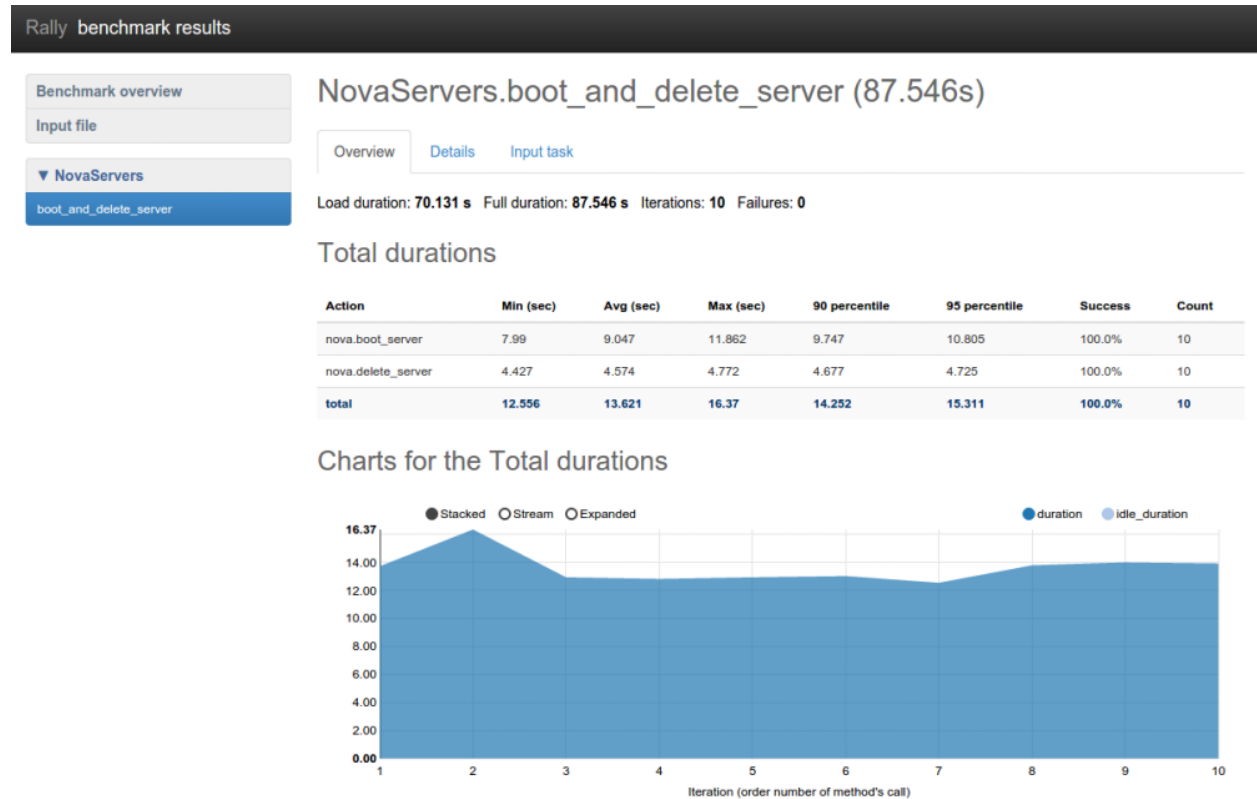 Rally benchmark results
Benchmark overview
Input file
▼ NovaServers
boot_and_delete_server
NovaServers.boot_and_delete_server (87.546s)
Overview Details Input task
Load duration: 70.131 s Full duration: 87.546 s Iterations: 10 Failures: 0
Total durations
Action Min (sec) Avg (sec) Max (sec) 90 percentile 95 percentile Success Count
nova.boot_server 7.99 9.047 11.862 9.747 10.805 100.0% 10
nova.delete_server 4.427 4.574 4.772 4.677 4.725 100.0% 10
total 12.556 13.621 16.37 14.252 15.311 100.0% 10
Charts for the Total durations
Stacked Stream Expanded duration idle_duration
16.37
14.00
12.00
10.00
8.00
6.00
4.00
2.00
0.00
1 2 3 4 5 6 7 8 9 10
Iteration (order number of method's call)